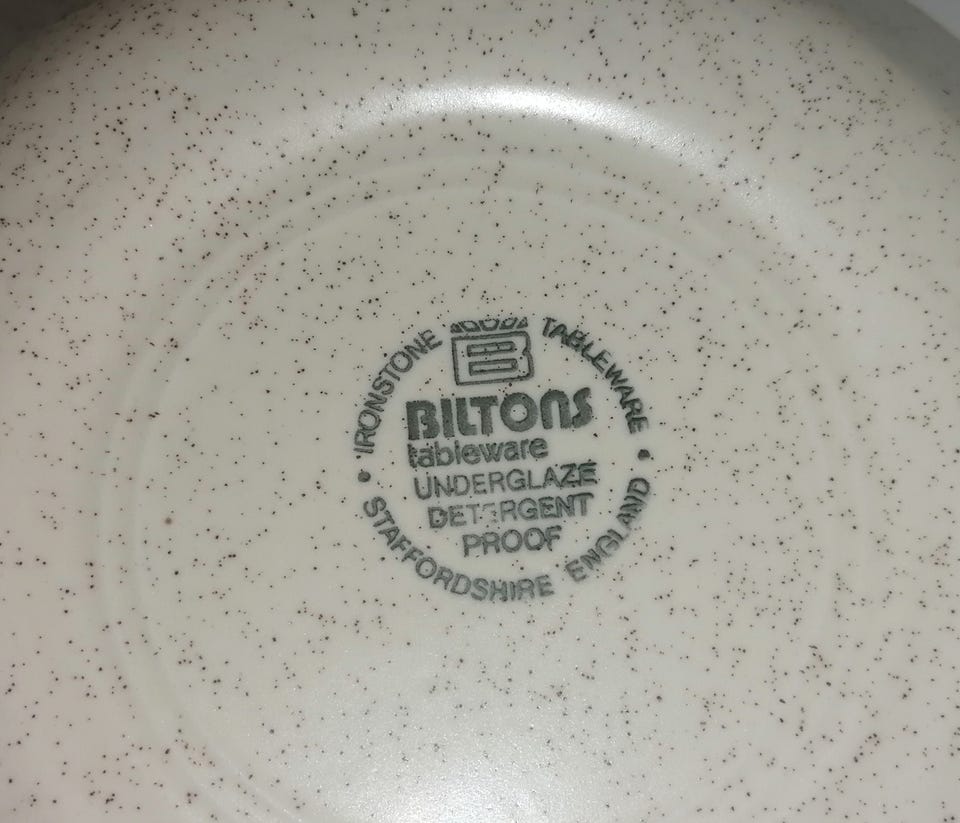 IRONSTONE TABLEWARE
B
BILTONS
tableware
UNDERGLAZE
DETERGENT
PROOF
STAFFORDSHIRE ENGLAND